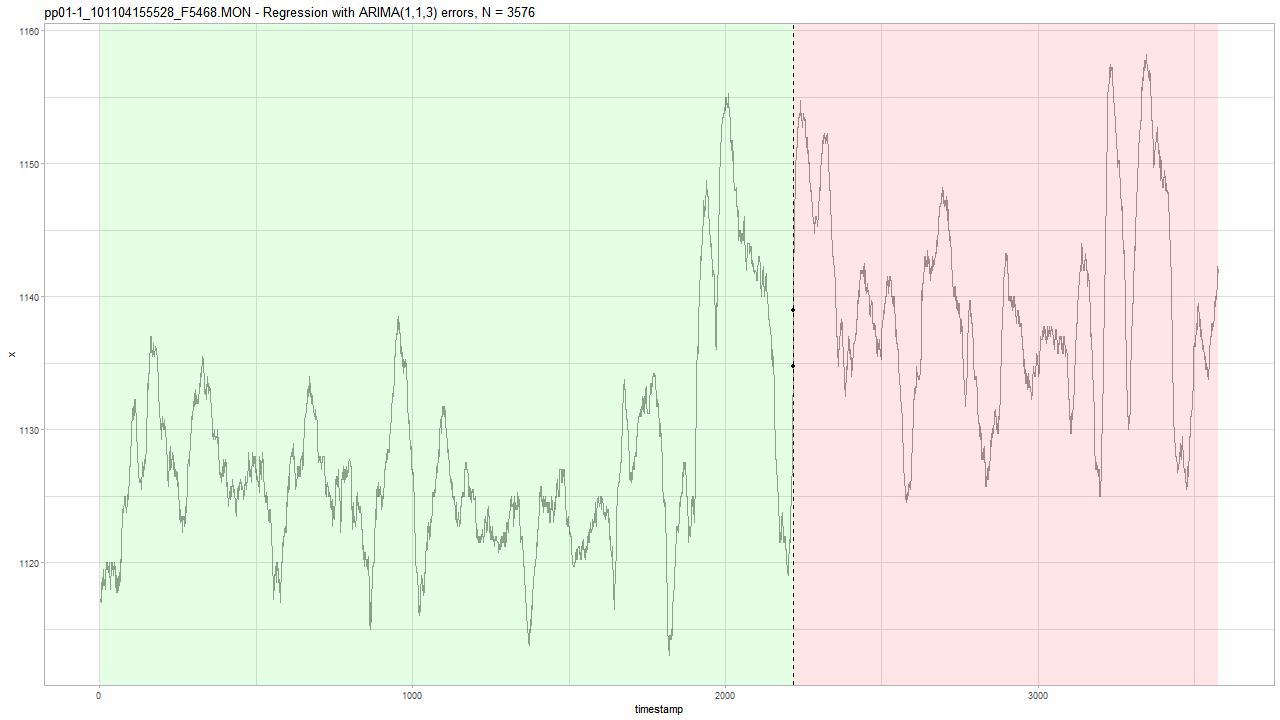 pp01-1_101104155528_F5468.MON - Regression with ARIMA(1,1,3) errors, N = 3576
1160
1150
1140
x
1130
1120
0 1000 2000 3000
timestamp